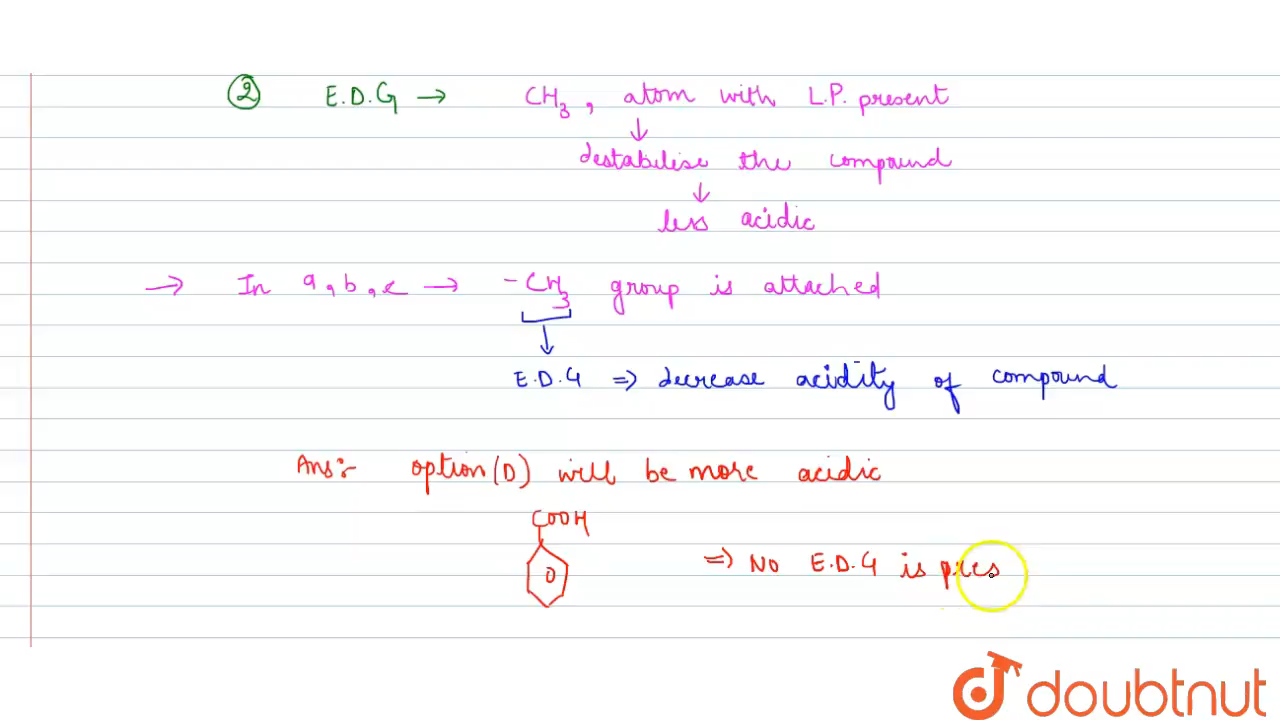 ② E.D.G → CH3, atom with L.P. present
↓
destabilise the compound
↓
less acidic
→ In a, b, c → -CH3 group is attached
↓
E.D.G ⇒ decrease acidity of compound
Ans:- option (D) will be more acidic
COOH
⇒ No E.D.G is pres
doubtnut